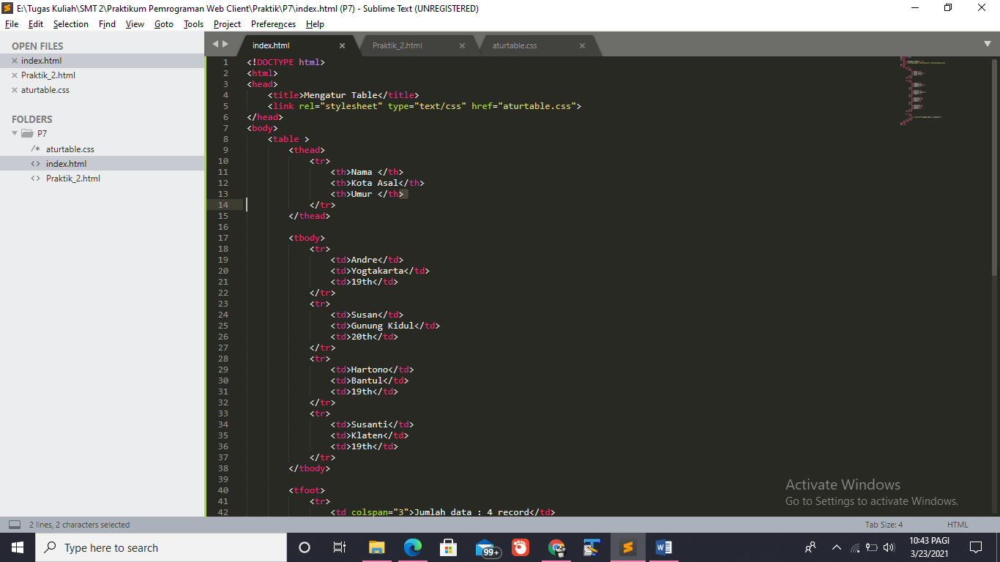 E:\Tugas Kuliah\SMT 2\Praktikum Pemrograman Web Client\Praktik\P7\index.html (P7) - Sublime Text (UNREGISTERED)
File Edit Selection Find View Goto Tools Project Preferences Help
OPEN FILES
index.html
Praktik_2.html
aturtable.css
FOLDERS
P7
/* aturtable.css
<> index.html
<> Praktik_2.html
index.html Praktik_2.html aturtable.css
1 <!DOCTYPE html>
2 <html>
3 <head>
4 <title>Mengatur Table</title>
5 <link rel="stylesheet" type="text/css" href="aturtable.css">
6 </head>
7 <body>
8 <table >
9 <thead>
10 <tr>
11 <th>Nama </th>
12 <th>Kota Asal</th>
13 <th>Umur </th>
14 </tr>
15 </thead>
16
17 <tbody>
18 <tr>
19 <td>Andre</td>
20 <td>Yogtakarta</td>
21 <td>19th</td>
22 </tr>
23 <tr>
24 <td>Susan</td>
25 <td>Gunung Kidul</td>
26 <td>20th</td>
27 </tr>
28 <tr>
29 <td>Hartono</td>
30 <td>Bantul</td>
31 <td>19th</td>
32 </tr>
33 <tr>
34 <td>Susanti</td>
35 <td>Klaten</td>
36 <td>19th</td>
37 </tr>
38 </tbody>
39
40 <tfoot>
41 <tr>
42 <td colspan="3">Jumlah data : 4 record</td>
Activate Windows
Go to Settings to activate Windows.
2 lines, 2 characters selected
Tab Size: 4
HTML
Type here to search
99+
10:43 PAGI
3/23/2021